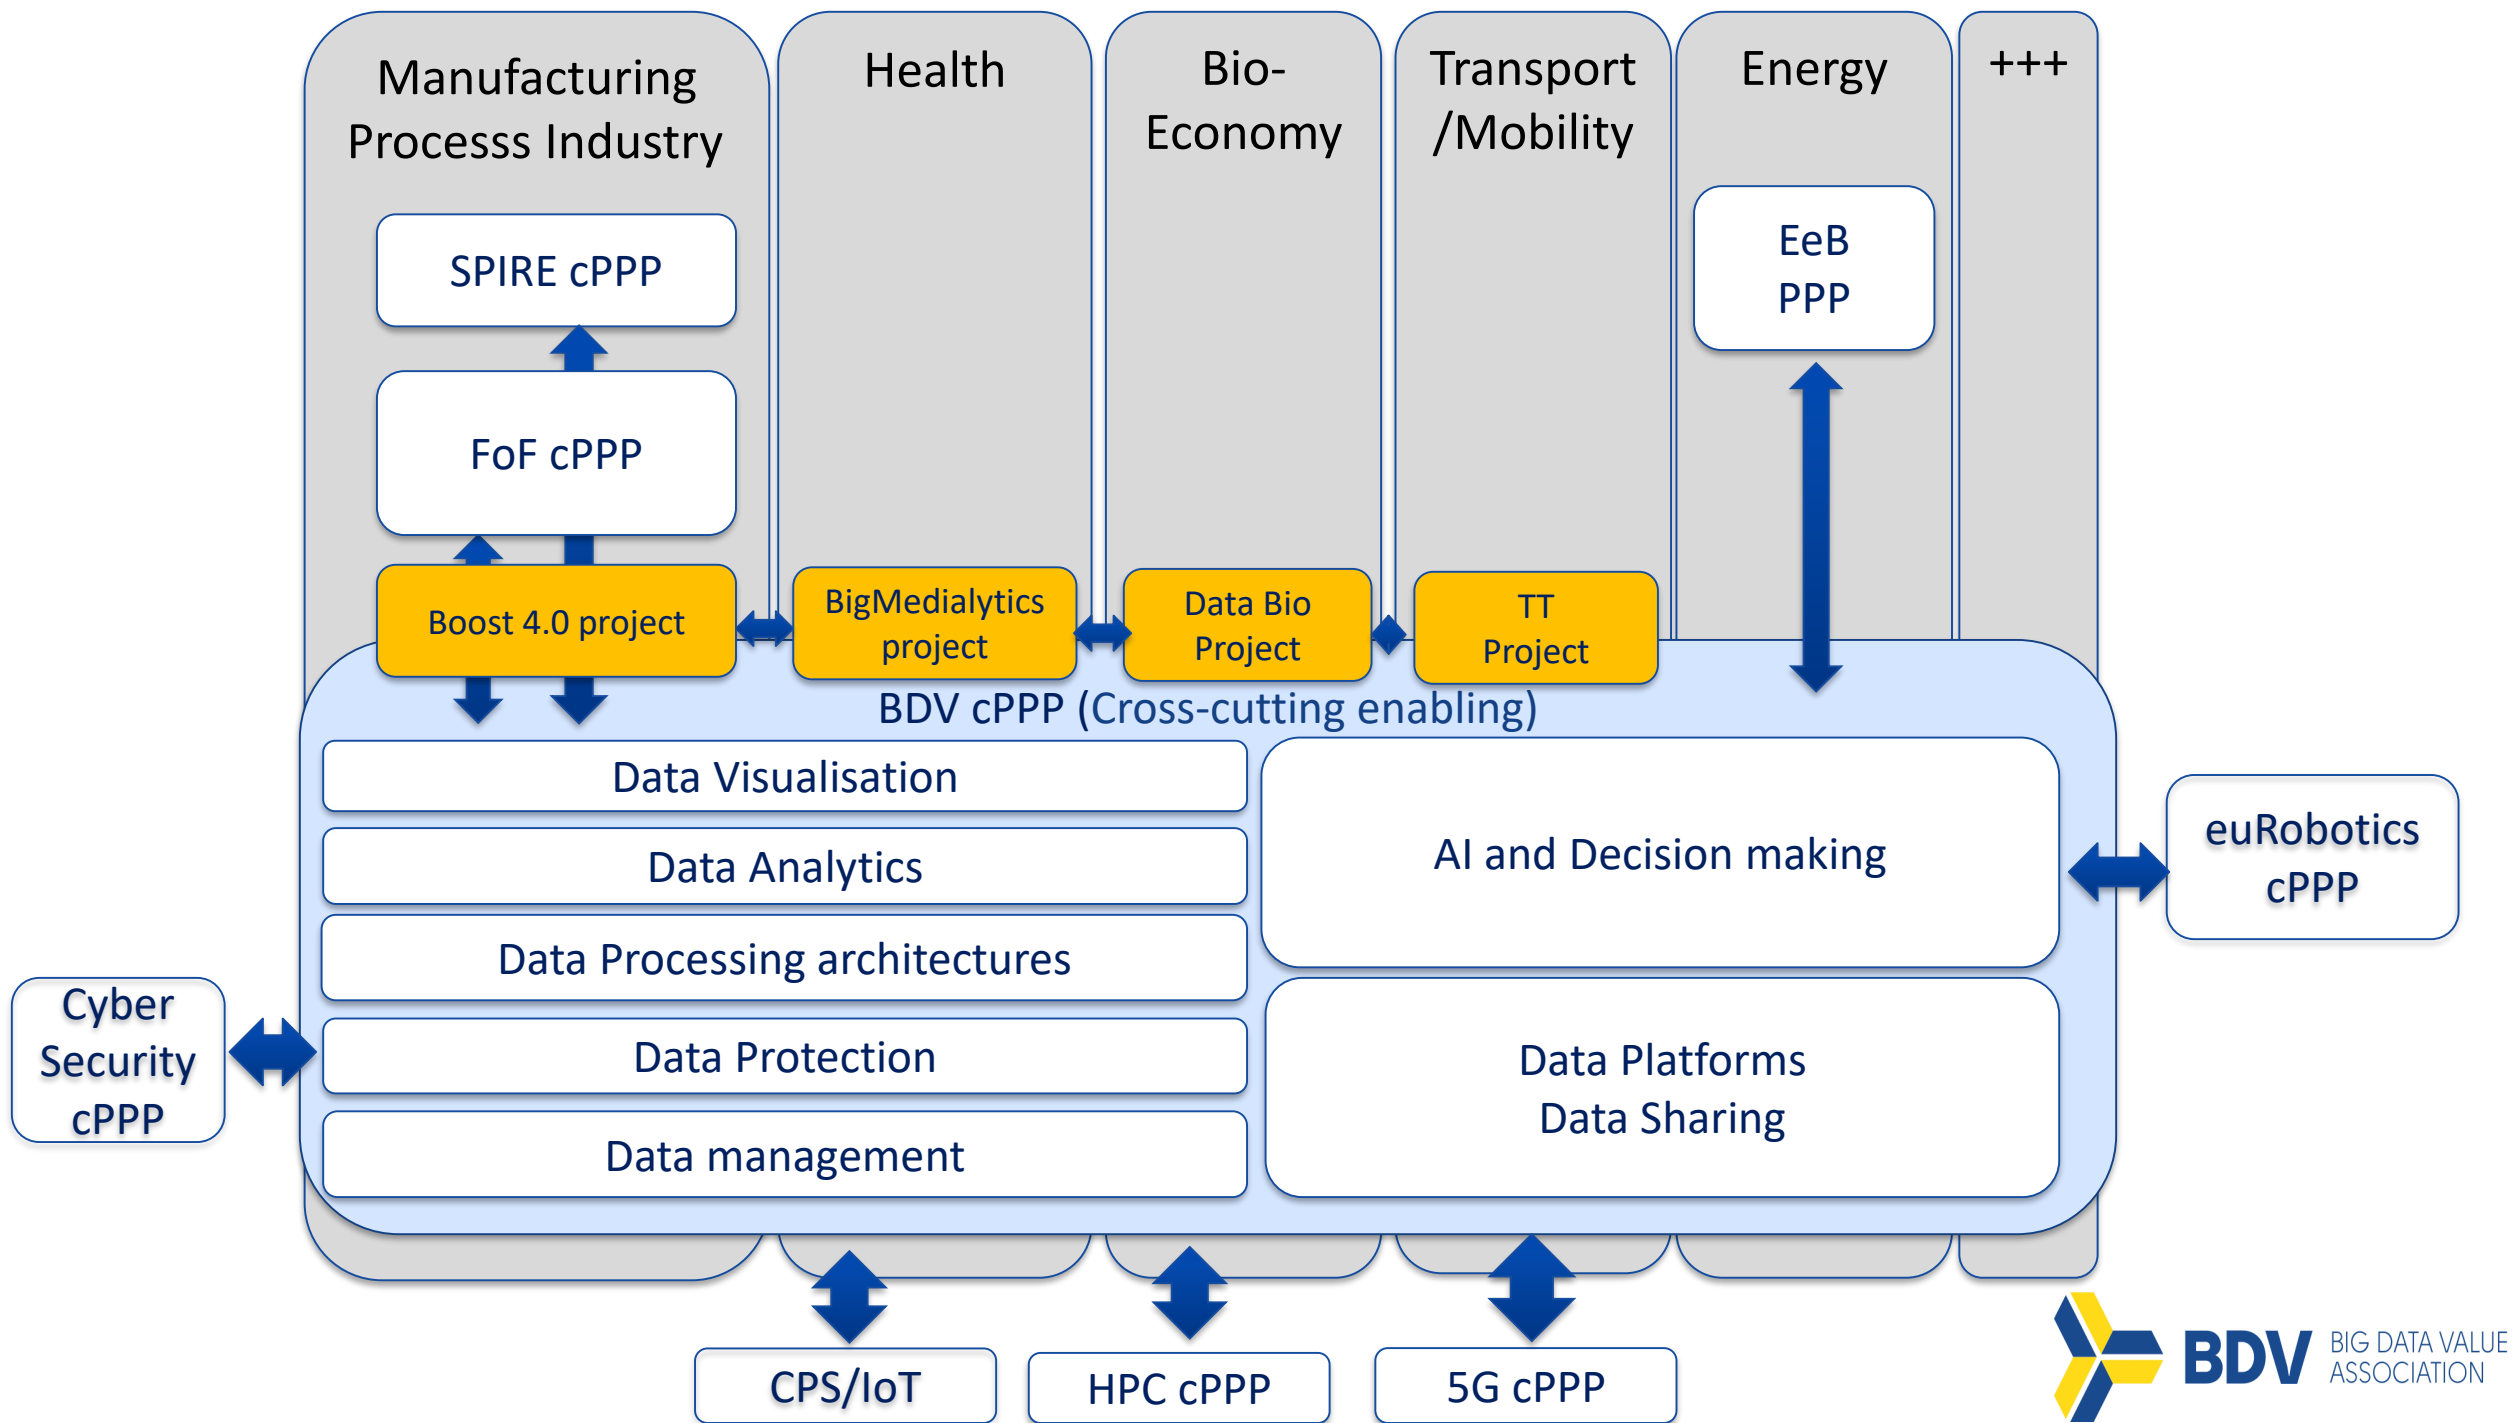 Manufacturing
Processs Industry
Health
Bio-
Economy
Transport
/Mobility
Energy
+++
SPIRE cPPP
EeB
PPP
FoF cPPP
Boost 4.0 project
BigMedialytics
project
Data Bio
Project
TT
Project
BDV cPPP (Cross-cutting enabling)
Data Visualisation
Data Analytics
Data Processing architectures
Data Protection
Data management
AI and Decision making
Data Platforms
Data Sharing
euRobotics
cPPP
Cyber
Security
cPPP
CPS/IoT
HPC cPPP
5G cPPP
BDV
BIG DATA VALUE
ASSOCIATION